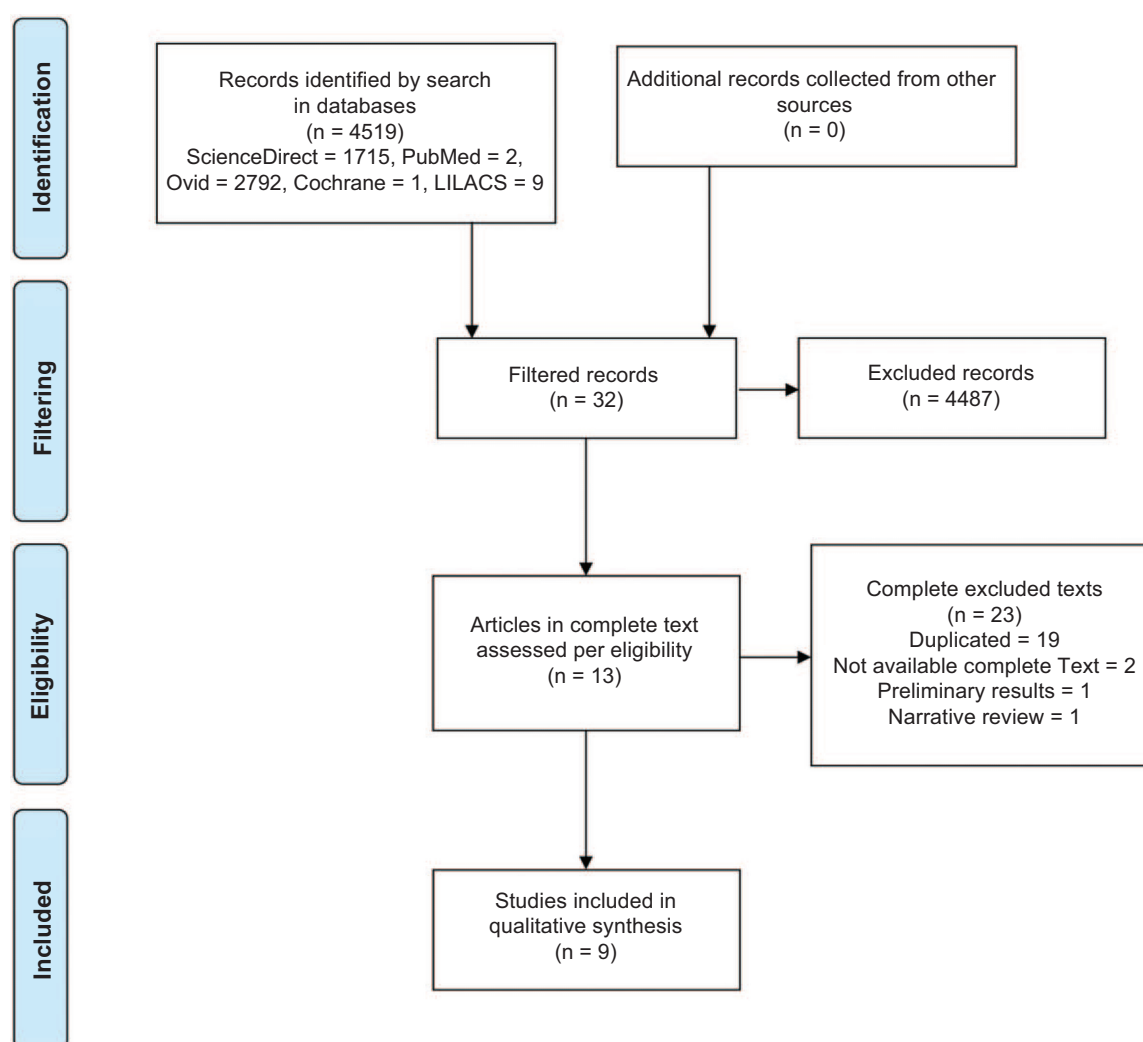 Identification
Records identified by search
in databases
(n = 4519)
ScienceDirect = 1715, PubMed = 2,
Ovid = 2792, Cochrane = 1, LILACS = 9
Additional records collected from other
sources
(n = 0)
Filtering
Filtered records
(n = 32)
Excluded records
(n = 4487)
Eligibility
Articles in complete text
assessed per eligibility
(n = 13)
Complete excluded texts
(n = 23)
Duplicated = 19
Not available complete Text = 2
Preliminary results = 1
Narrative review = 1
Included
Studies included in
qualitative synthesis
(n = 9)